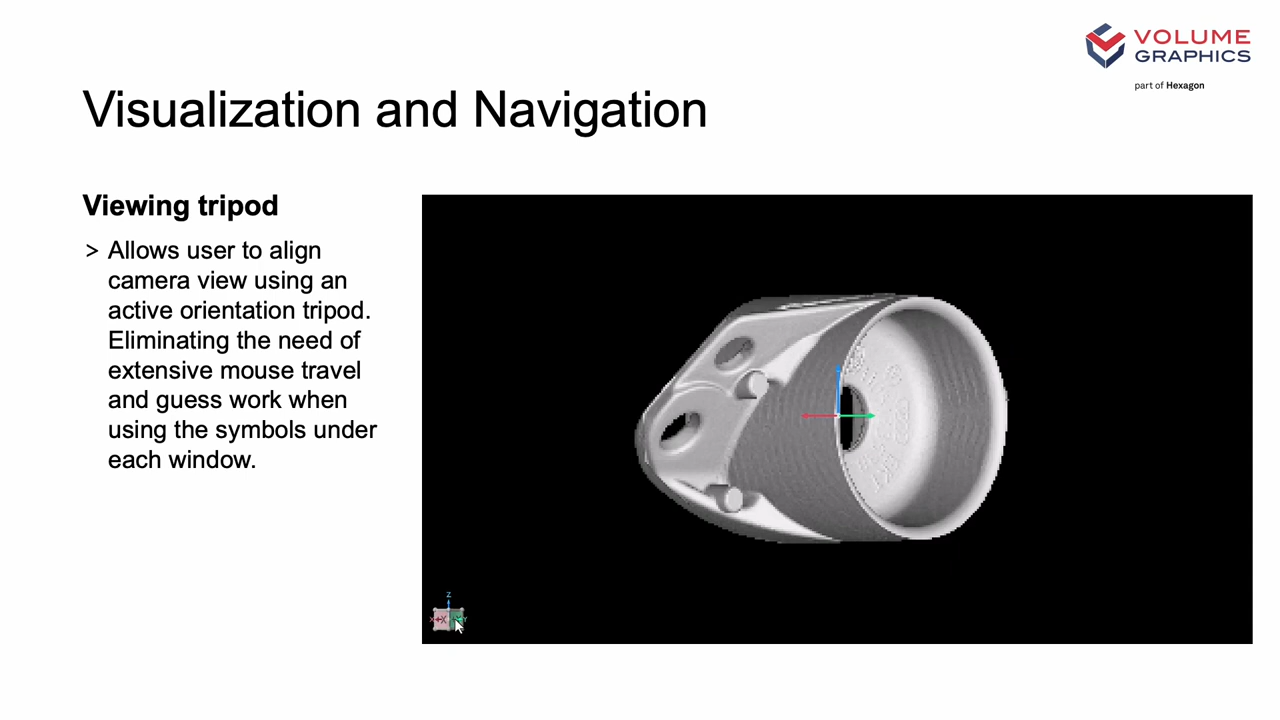 VOLUME
GRAPHICS
part of Hexagon
Visualization and Navigation
Viewing tripod
> Allows user to align
camera view using an
active orientation tripod.
Eliminating the need of
extensive mouse travel
and guess work when
using the symbols under
each window.
Z